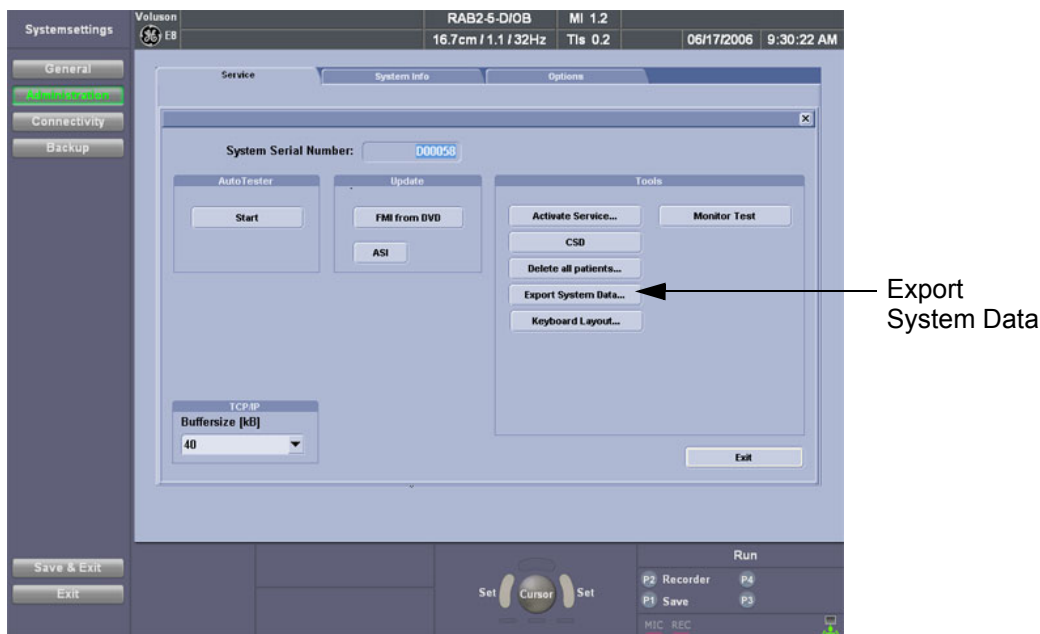 Systemsettings
Voluson
E8
RAB2-5-D/OB MI 1.2
16.7cm / 1.1 / 32Hz TIs 0.2
06/17/2006 9:30:22 AM
General
Administration
Connectivity
Backup
Service
System Info
Options
System Serial Number: D00058
AutoTester
Start
Update
FMI from DVD
ASI
Tools
Activate Service...
Monitor Test
CSD
Delete all patients...
Export System Data...
Keyboard Layout...
Export
System Data
TCP/IP
Buffersize [kB]
40
Exit
Save & Exit
Exit
Set
Cursor
Set
Run
P2 Recorder P4
P1 Save P3
MIC REC